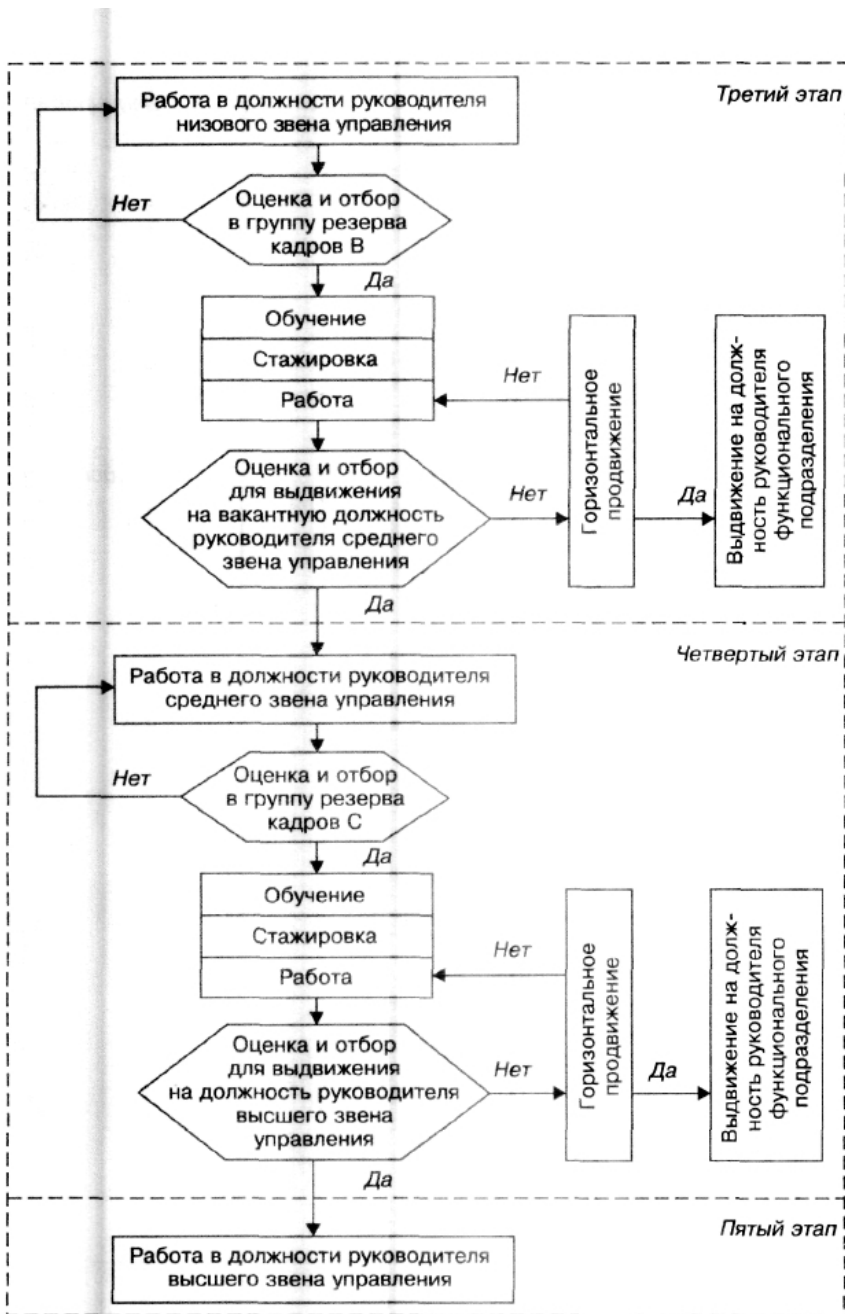 Третий этап
Работа в должности руководителя
низового звена управления
Нет
Оценка и отбор
в группу резерва
кадров В
Да
Обучение
Стажировка
Работа
Нет
Горизонтальное
продвижение
Да
Выдвижение на долж-
ность руководителя
функционального
подразделения
Оценка и отбор
для выдвижения
на вакантную должность
руководителя среднего
звена управления
Нет
Да
Четвертый этап
Работа в должности руководителя
среднего звена управления
Нет
Оценка и отбор
в группу резерва
кадров С
Да
Обучение
Стажировка
Работа
Нет
Горизонтальное
продвижение
Да
Выдвижение на долж-
ность руководителя
функционального
подразделения
Оценка и отбор
для выдвижения
на должность руководителя
высшего звена
управления
Нет
Да
Пятый этап
Работа в должности руководителя
высшего звена управления